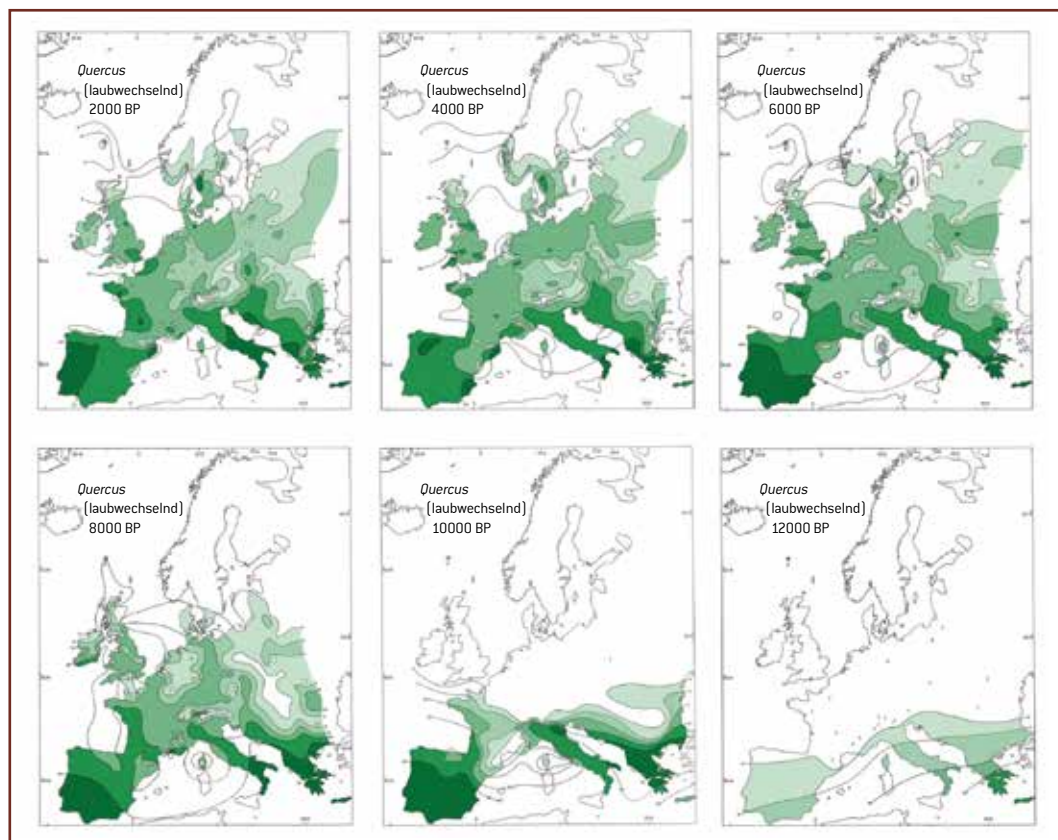 Quercus
(laubwechselnd)
2000 BP
Quercus
(laubwechselnd)
4000 BP
Quercus
(laubwechselnd)
6000 BP
Quercus
(laubwechselnd)
8000 BP
Quercus
(laubwechselnd)
10000 BP
Quercus
(laubwechselnd)
12000 BP